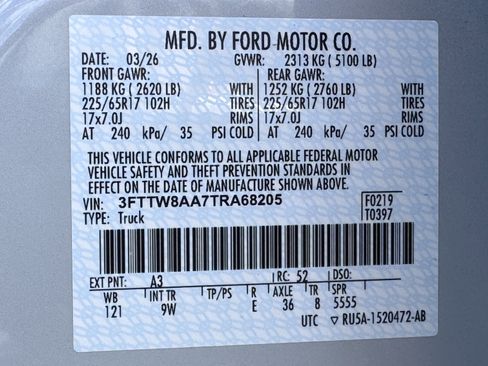 MFD. BY FORD MOTOR CO.
DATE: 03/26 GVWR: 2313 KG ( 5100 LB)
FRONT GAWR: REAR GAWR:
1188 KG ( 2620 LB) WITH 1252 KG ( 2760 LB) WITH
225/65R17 102H TIRES 225/65R17 102H TIRES
17x7.0J RIMS 17x7.0J RIMS
AT 240 kPa/ 35 PSI COLD AT 240 kPa/ 35 PSI COLD
THIS VEHICLE CONFORMS TO ALL APPLICABLE FEDERAL MOTOR
VEHICLE SAFETY AND THEFT PREVENTION STANDARDS IN
EFFECT ON THE DATE OF MANUFACTURE SHOWN ABOVE.
VIN: 3FTTW8AA7TRA68205 F0219
TYPE: Truck T0397
EXT PNT: A3 RC: 52 DSO:
WB INT TR TP/PS R AXLE TR SPR
121 9W E 36 8 5555
UTC ▽ RU5A-1520472-AB